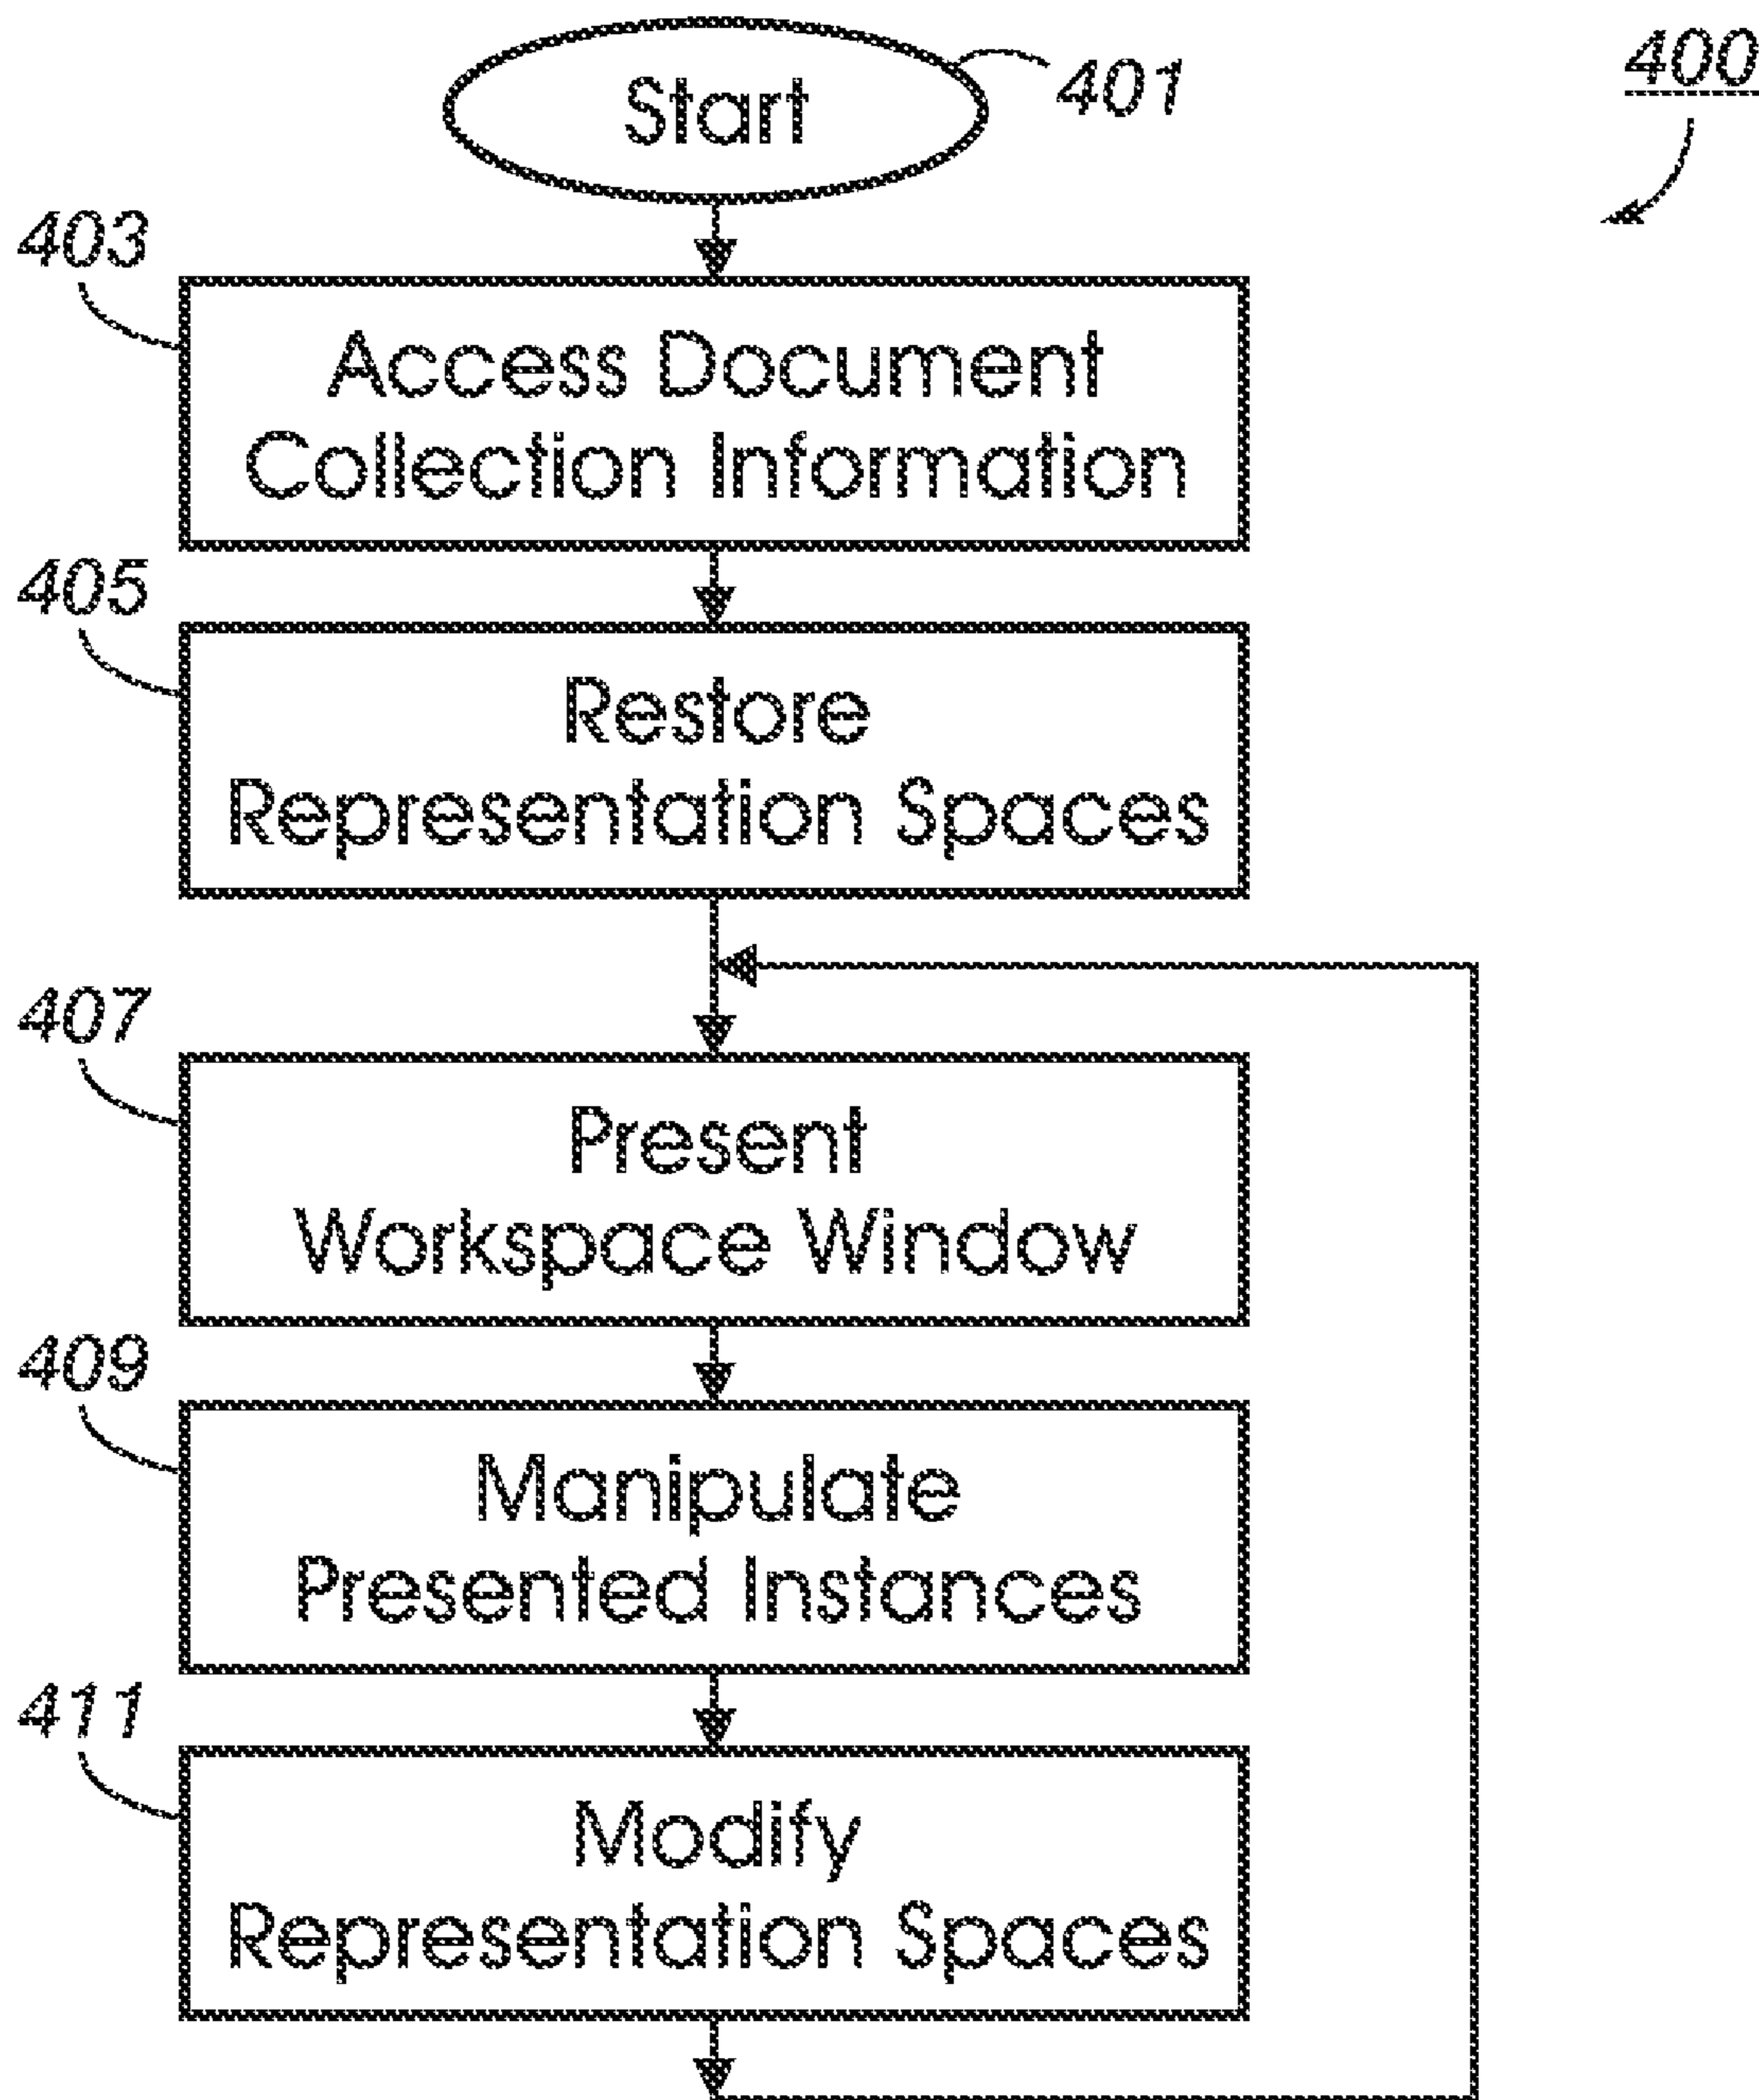 400
Start
401
403
Access Document
Collection Information
405
Restore
Representation Spaces
407
Present
Workspace Window
409
Manipulate
Presented Instances
411
Modify
Representation Spaces